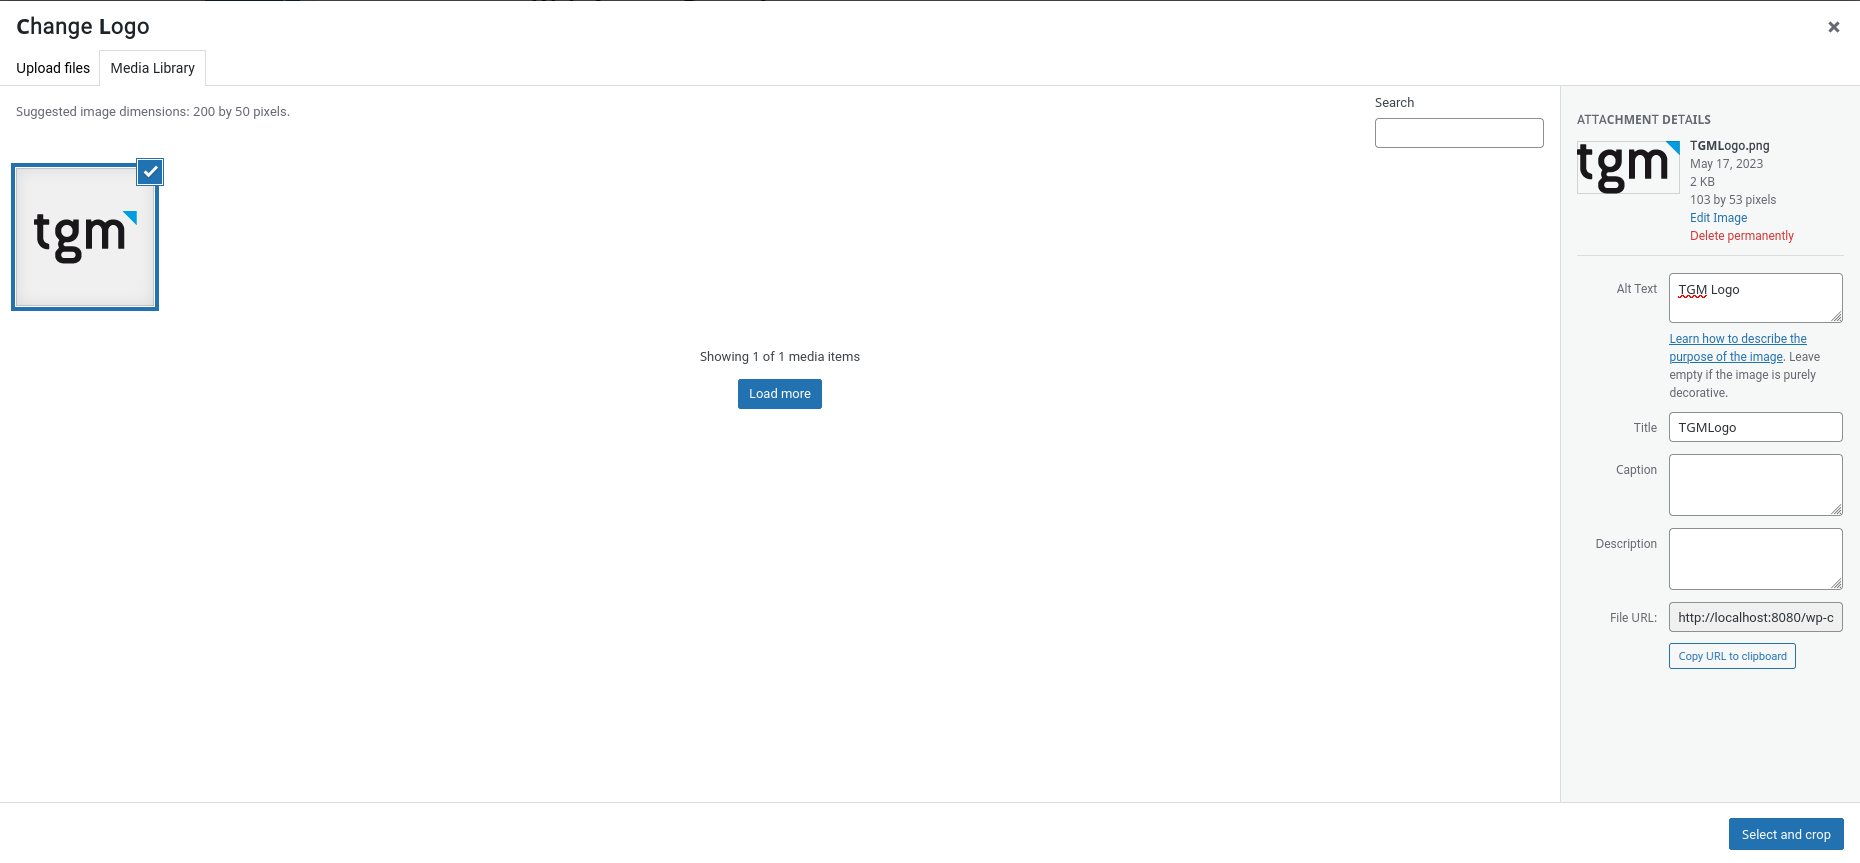 Change Logo
Upload files
Media Library
Suggested image dimensions: 200 by 50 pixels.
Search
tgm
Showing 1 of 1 media items
Load more
ATTACHMENT DETAILS
tgm
TGMLogo.png
May 17, 2023
2 KB
103 by 53 pixels
Edit Image
Delete permanently
Alt Text
TGM Logo
Learn how to describe the
purpose of the image. Leave
empty if the image is purely
decorative.
Title
TGMLogo
Caption
Description
File URL:
http://localhost:8080/wp-c
Copy URL to clipboard
Select and crop